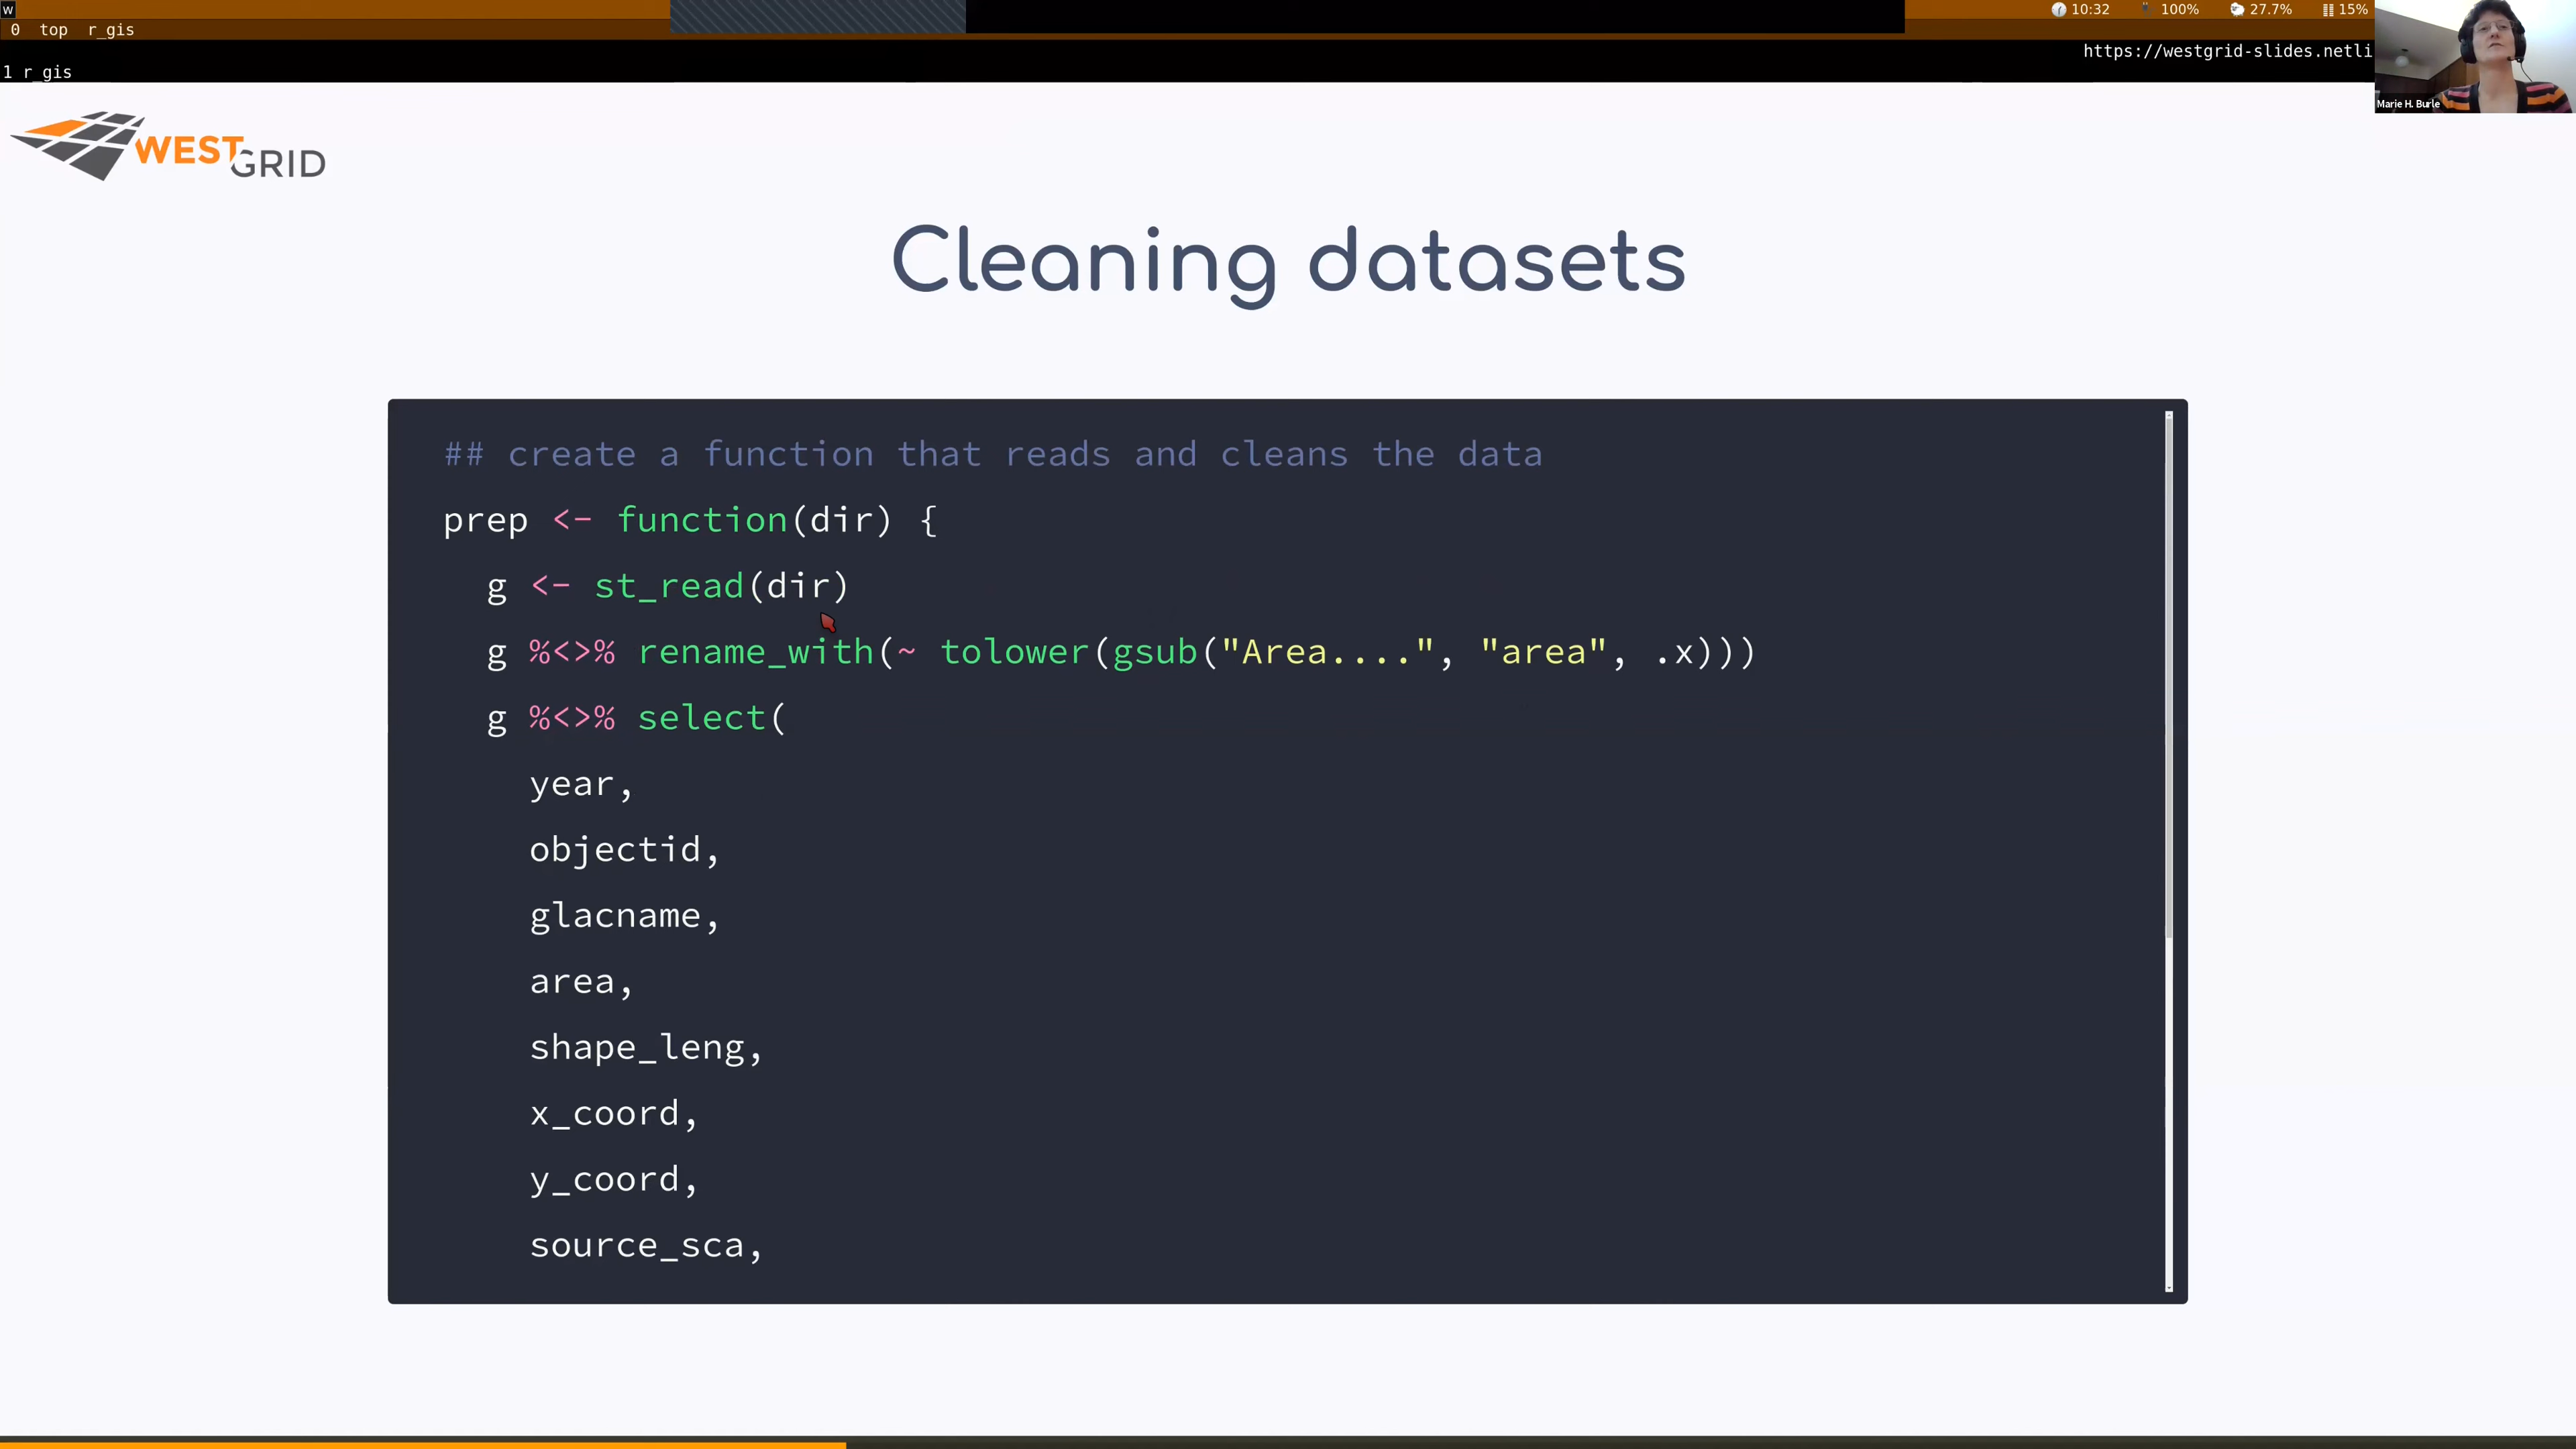 w
10:32 100% 27.7% 15%
0 top r_gis
https://westgrid-slides.netli
1 r_gis
Marie H. Burle
WESTGRID
Cleaning datasets
## create a function that reads and cleans the data
prep <- function(dir) {
g <- st_read(dir)
g %<>% rename_with(~ tolower(gsub("Area....", "area", .x)))
g %<>% select(
year,
objectid,
glacname,
area,
shape_leng,
x_coord,
y_coord,
source_sca,